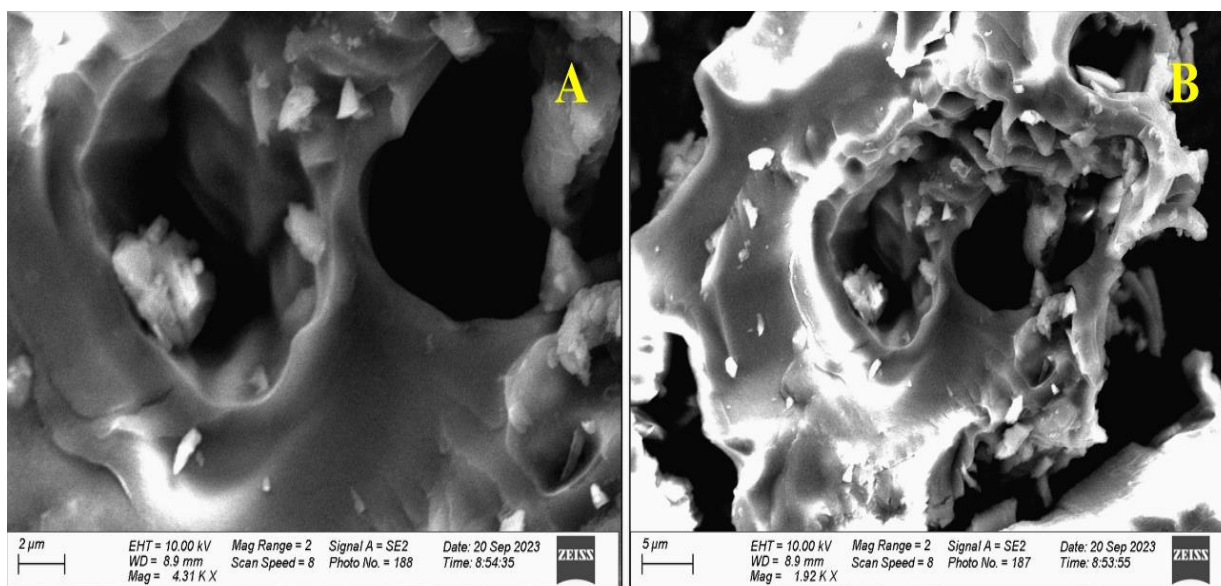 A
2 µm
EHT = 10.00 kV Mag Range = 2 Signal A = SE2 Date: 20 Sep 2023
WD = 8.9 mm Scan Speed = 8 Photo No. = 188 Time: 8:54:35
Mag = 4.31 K X
ZEISS
B
5 µm
EHT = 10.00 kV Mag Range = 2 Signal A = SE2 Date: 20 Sep 2023
WD = 8.9 mm Scan Speed = 8 Photo No. = 187 Time: 8:53:55
Mag = 1.92 K X
ZEISS